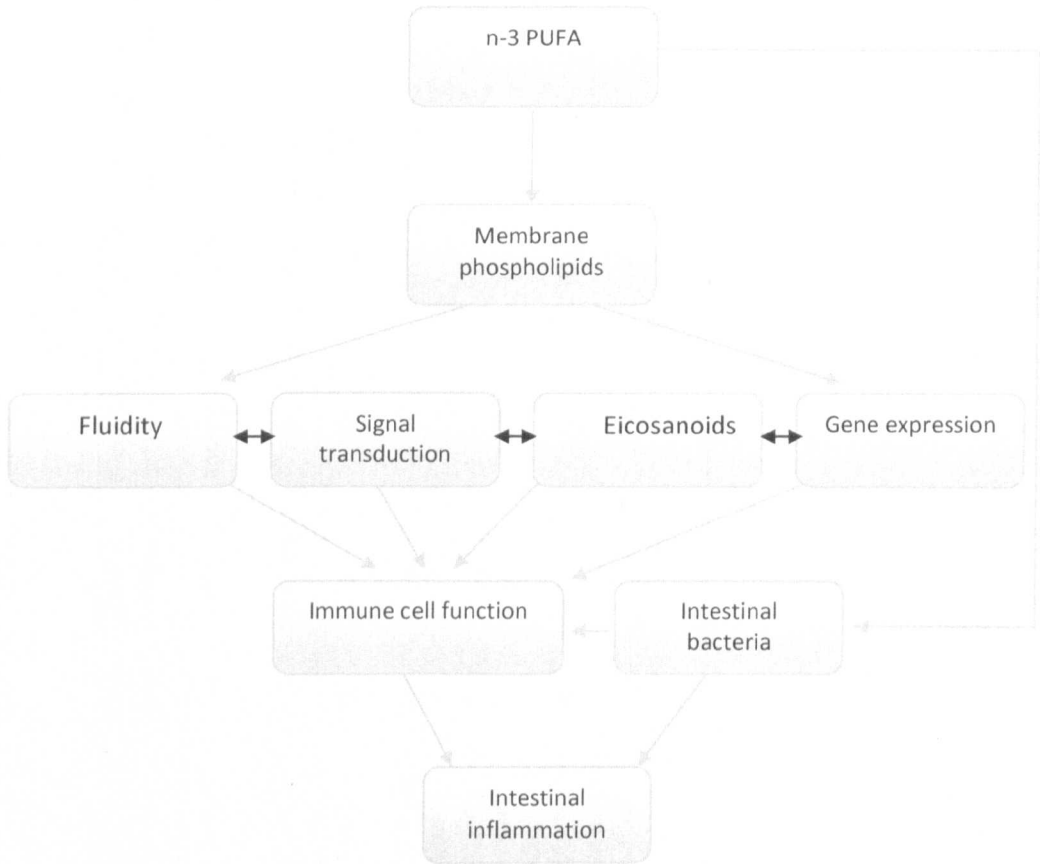 n-3 PUFA
Membrane
phospholipids
Fluidity
Signal
transduction
Eicosanoids
Gene expression
Immune cell function
Intestinal
bacteria
Intestinal
inflammation